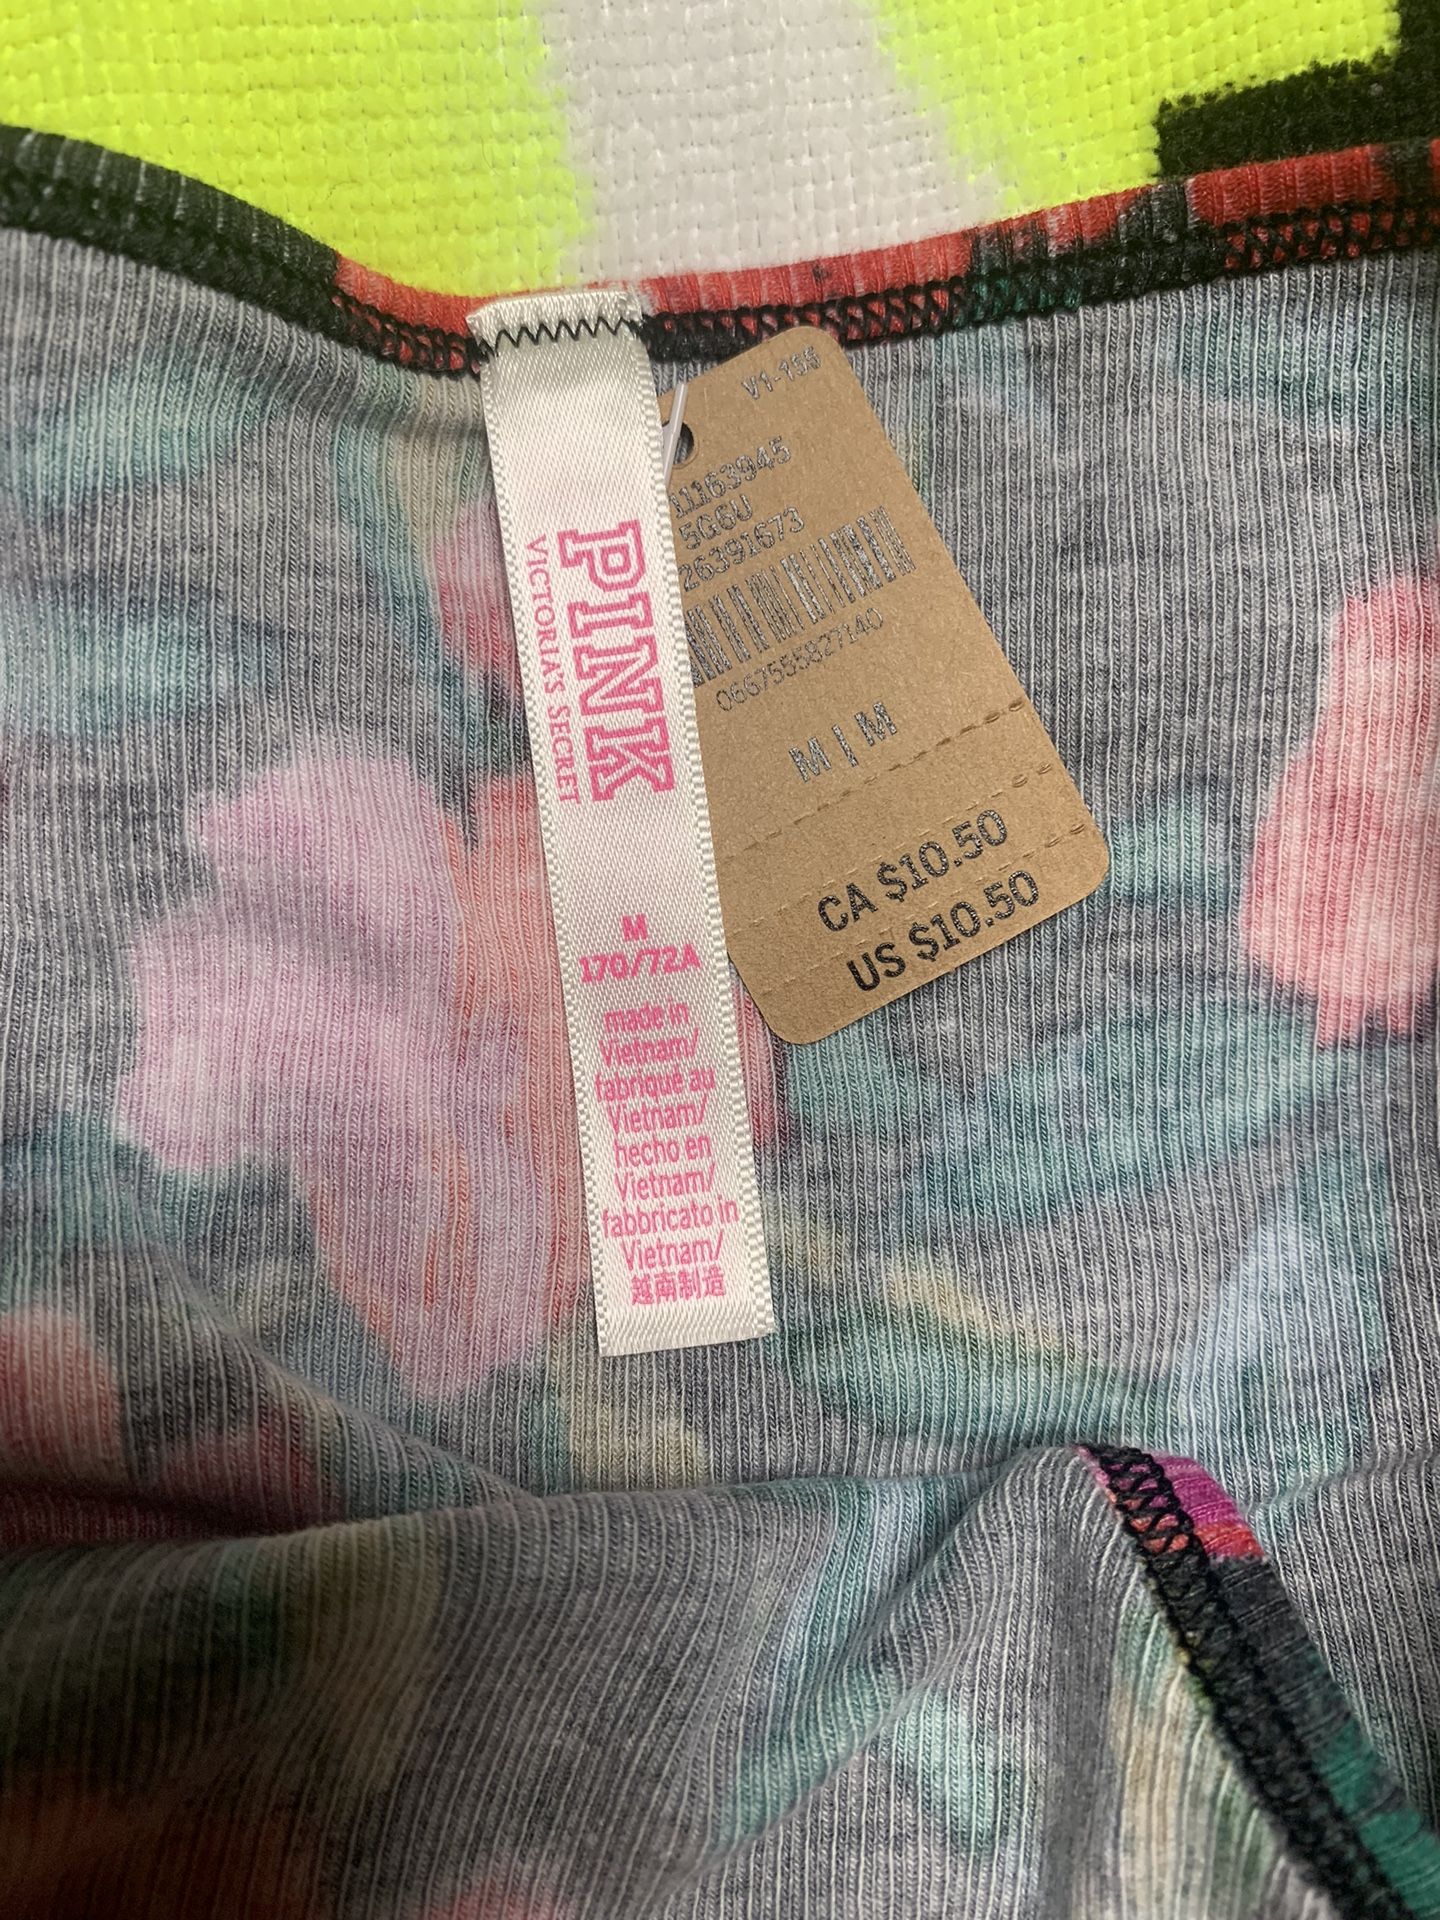 PINK
VICTORIA'S SECRET
M
170/72A
made in
Vietnam/
fabriqué au
Vietnam/
hecho en
Vietnam/
fabbricato in
Vietnam/
越南制造
V1-155
11163945
5G6U
26391673
0667555827140
M | M
CA $10.50
US $10.50